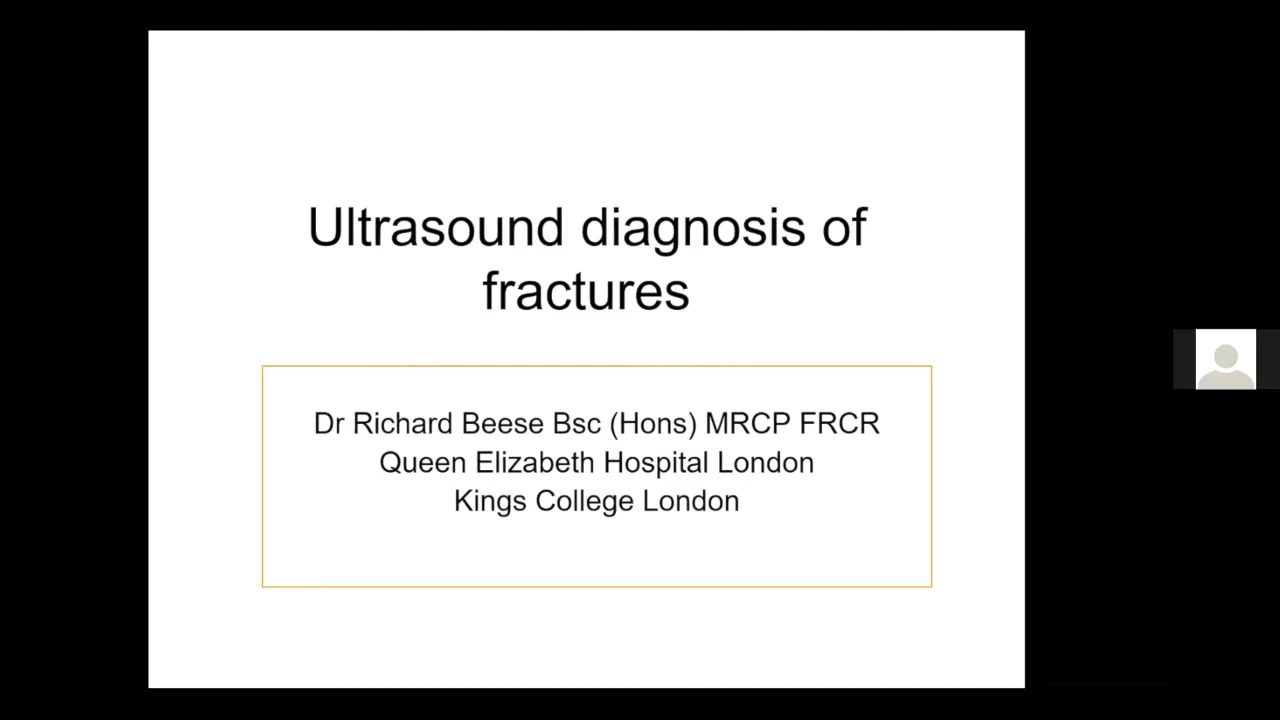 Ultrasound diagnosis of
fractures
Dr Richard Beese Bsc (Hons) MRCP FRCR
Queen Elizabeth Hospital London
Kings College London